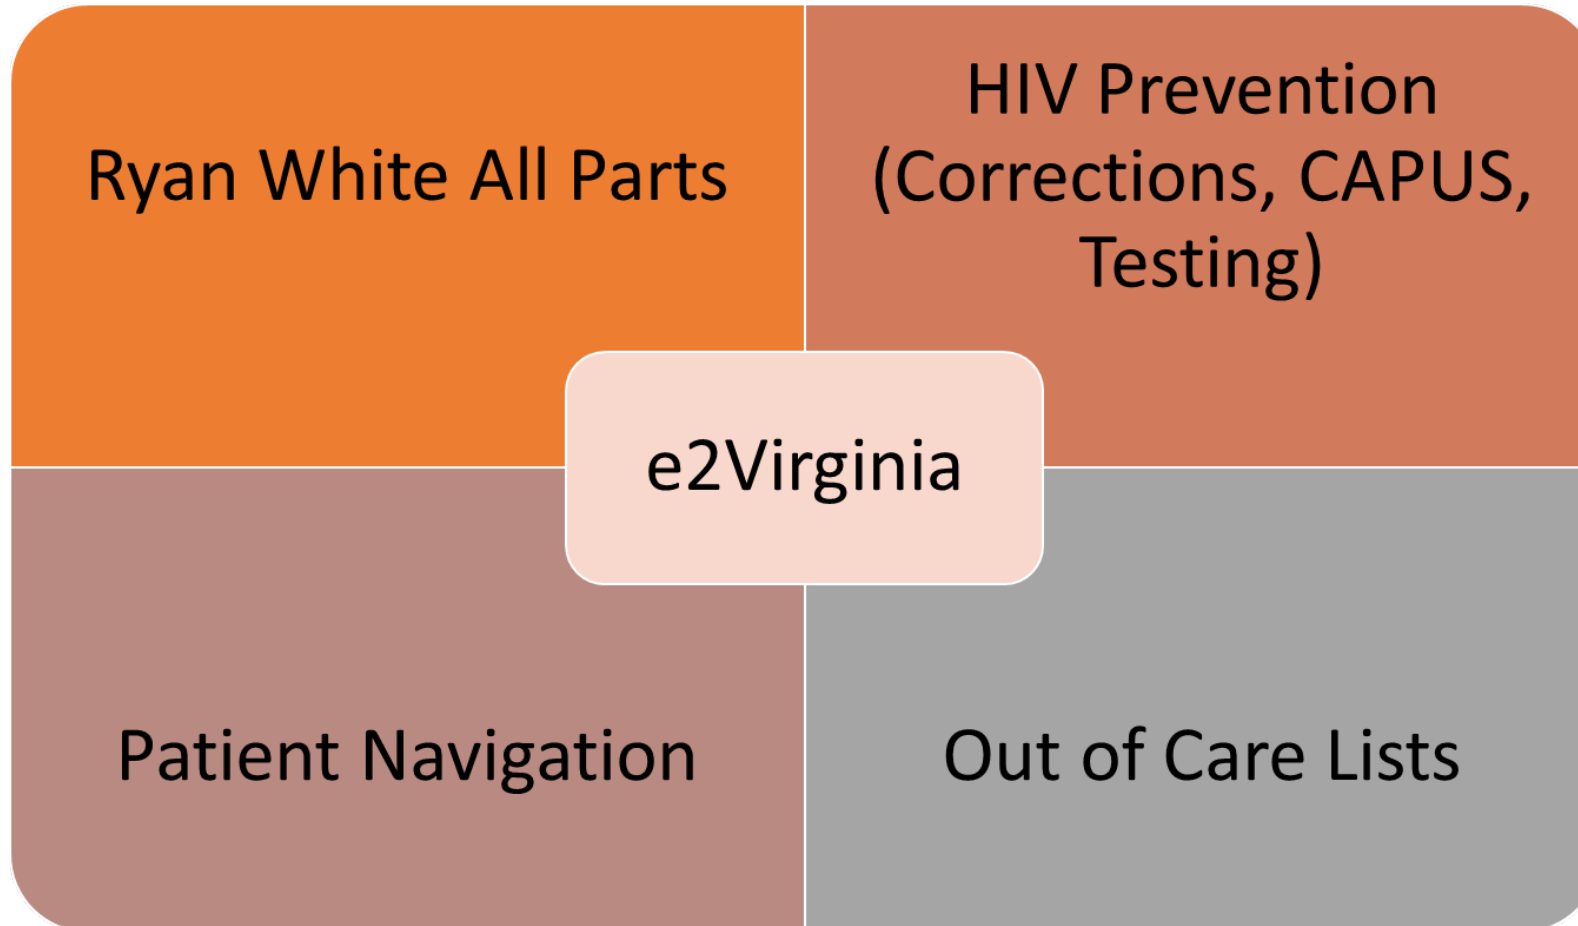 Ryan White All Parts
HIV Prevention
(Corrections, CAPUS,
Testing)
e2Virginia
Patient Navigation
Out of Care Lists